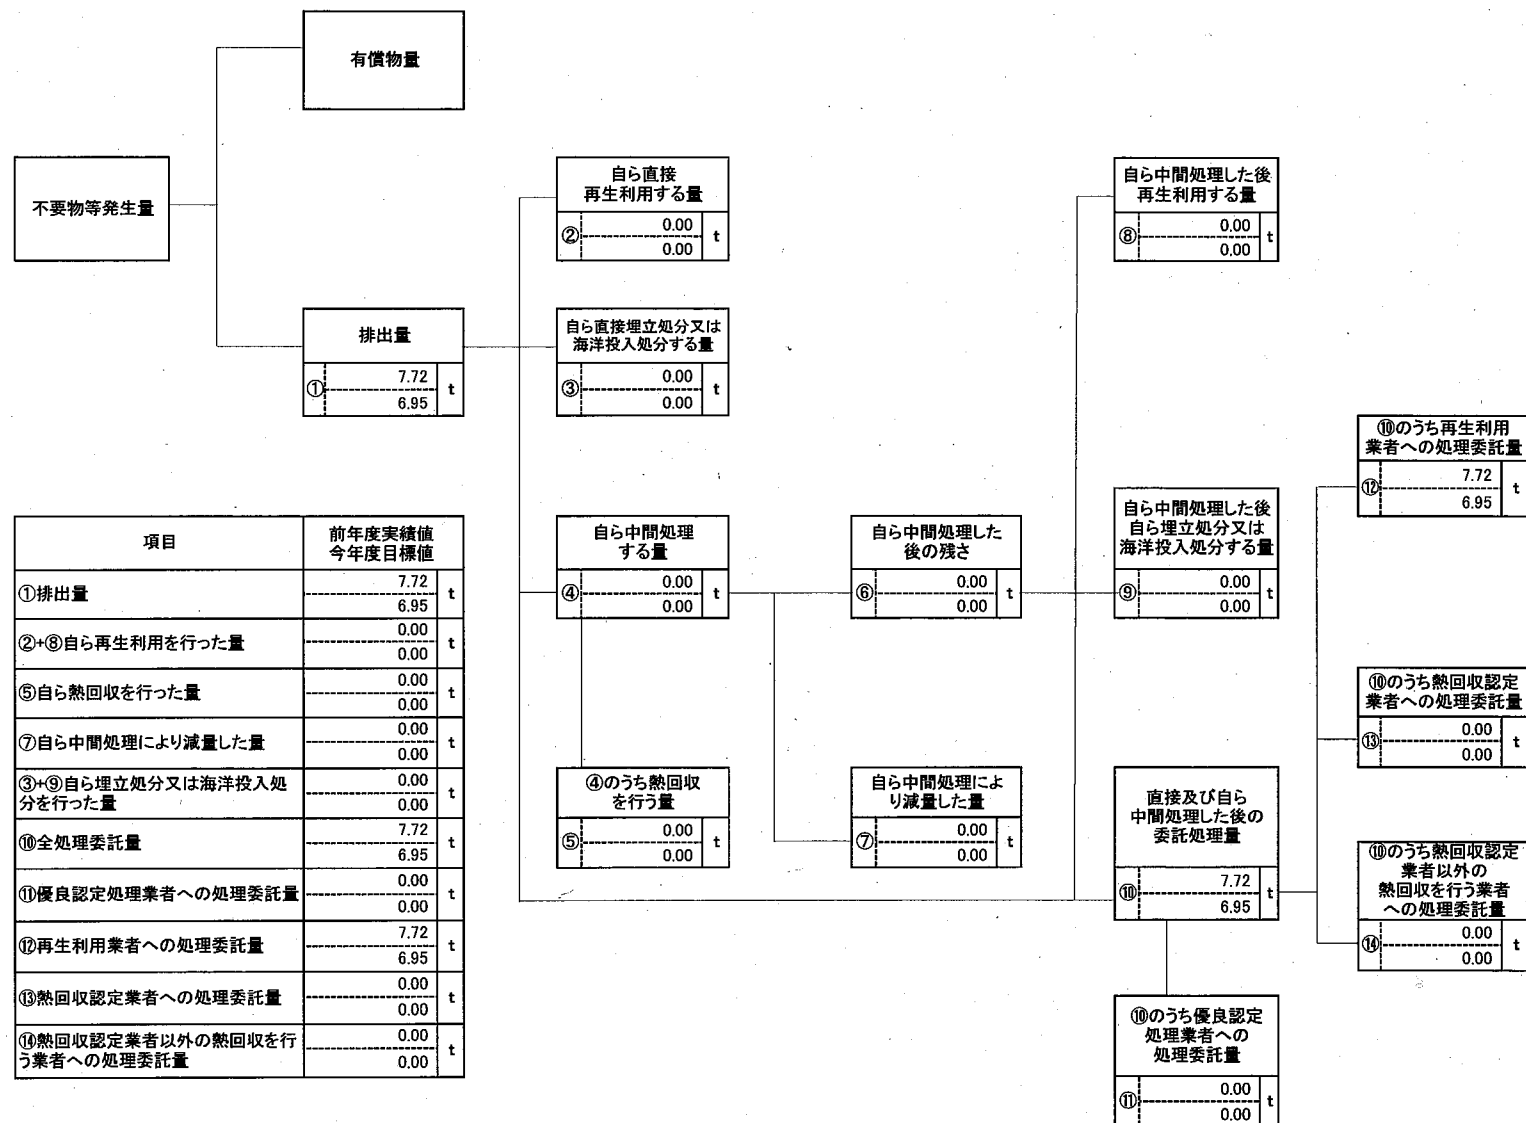 有償物量
不要物等発生量
排出量
① 7.72 t
6.95
自ら直接
再生利用する量
② 0.00 t
0.00
自ら直接埋立処分又は
海洋投入処分する量
③ 0.00 t
0.00
自ら中間処理
する量
④ 0.00 t
0.00
④のうち熱回収
を行う量
⑤ 0.00 t
0.00
自ら中間処理した
後の残さ
⑥ 0.00 t
0.00
自ら中間処理によ
り減量した量
⑦ 0.00 t
0.00
自ら中間処理した後
再生利用する量
⑧ 0.00 t
0.00
自ら中間処理した後
自ら埋立処分又は
海洋投入処分する量
⑨ 0.00 t
0.00
直接及び自ら
中間処理した後の
委託処理量
⑩ 7.72 t
6.95
⑩のうち優良認定
処理業者への
処理委託量
⑪ 0.00 t
0.00
⑩のうち再生利用
業者への処理委託量
⑫ 7.72 t
6.95
⑩のうち熱回収認定
業者への処理委託量
⑬ 0.00 t
0.00
⑩のうち熱回収認定
業者以外の
熱回収を行う業者
への処理委託量
⑭ 0.00 t
0.00
項目 前年度実績値
今年度目標値
①排出量 7.72 t
6.95
②+⑧自ら再生利用を行った量 0.00 t
0.00
⑤自ら熱回収を行った量 0.00 t
0.00
⑦自ら中間処理により減量した量 0.00 t
0.00
③+⑨自ら埋立処分又は海洋投入処 0.00 t
分を行った量 0.00
⑩全処理委託量 7.72 t
6.95
⑪優良認定処理業者への処理委託量 0.00 t
0.00
⑫再生利用業者への処理委託量 7.72 t
6.95
⑬熱回収認定業者への処理委託量 0.00 t
0.00
⑭熱回収認定業者以外の熱回収を行 0.00 t
う業者への処理委託量 0.00